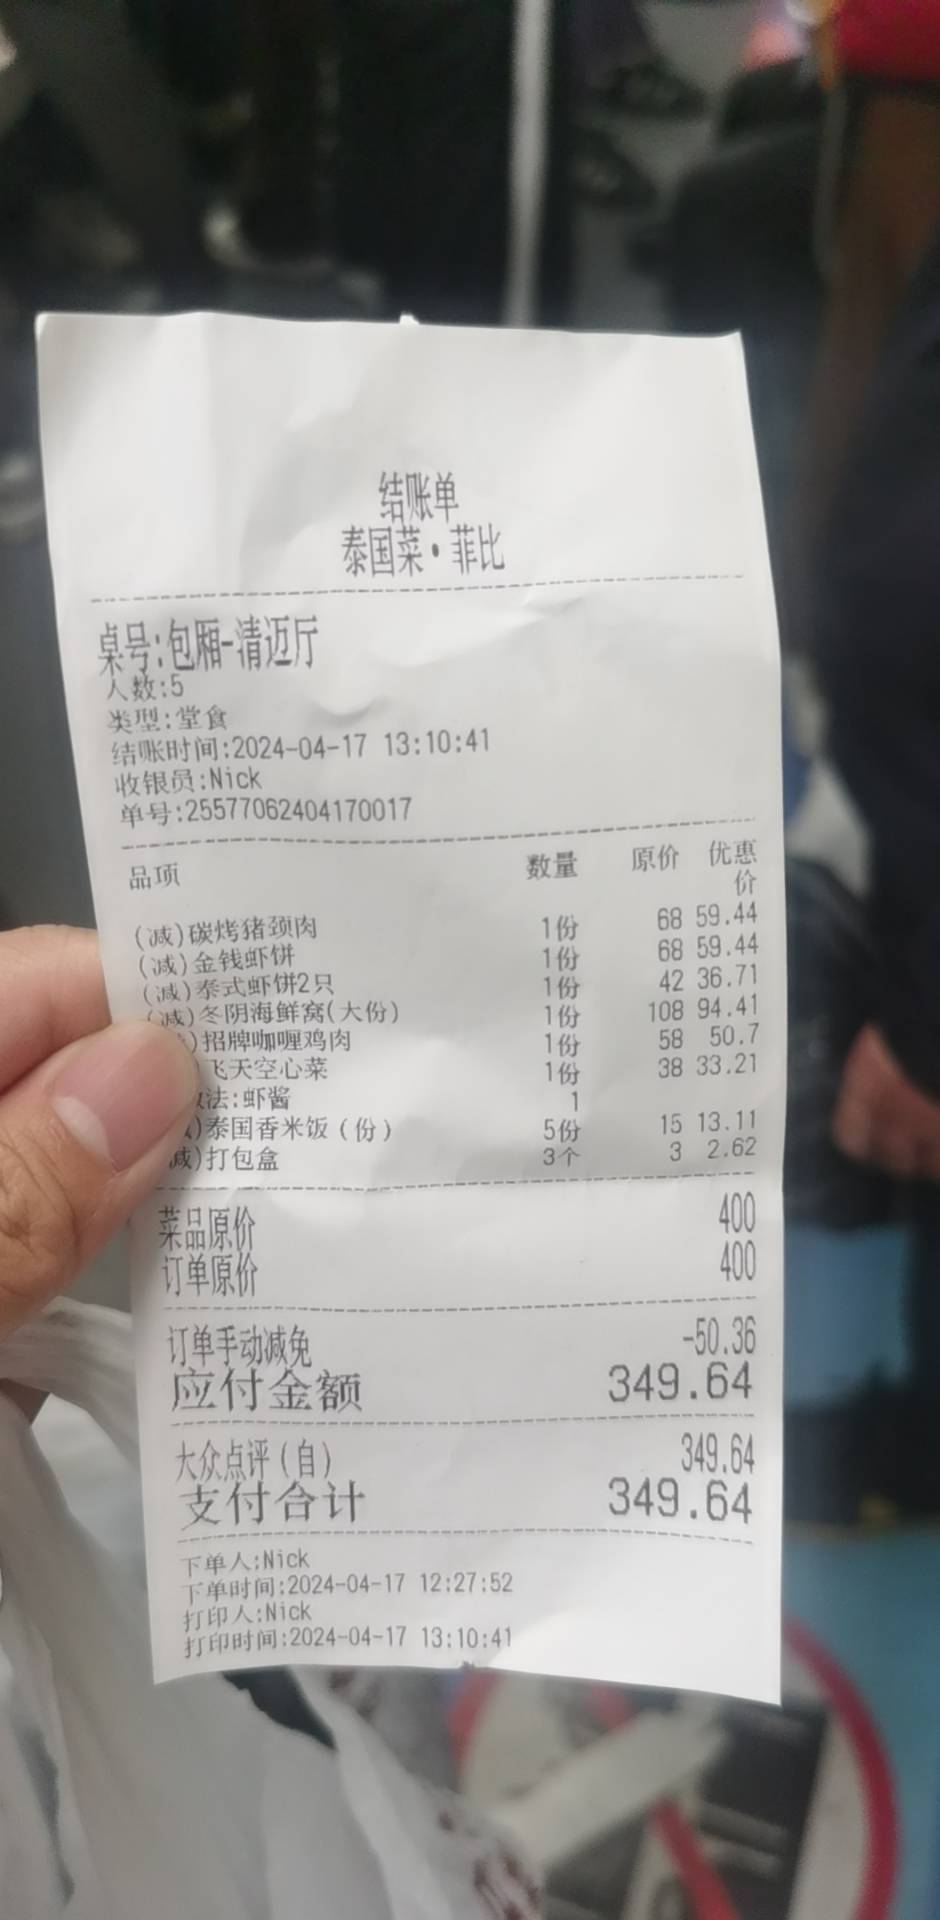 结账单
泰国菜·菲比
桌号:包厢-清迈厅
人数:5
类型:堂食
结账时间:2024-04-17 13:10:41
收银员:Nick
单号:25577062404170017
品项 数量 原价 优惠价
(减)碳烤猪颈肉 1份 68 59.44
(减)金钱虾饼 1份 68 59.44
(减)泰式虾饼2只 1份 42 36.71
(减)冬阴海鲜窝(大份) 1份 108 94.41
)招牌咖喱鸡肉 1份 58 50.7
飞天空心菜 1份 38 33.21
法:虾酱 1
)泰国香米饭(份) 5份 15 13.11
减)打包盒 3个 3 2.62
菜品原价 400
订单原价 400
订单手动减免 -50.36
应付金额 349.64
大众点评(自) 349.64
支付合计 349.64
下单人:Nick
下单时间:2024-04-17 12:27:52
打印人:Nick
打印时间:2024-04-17 13:10:41